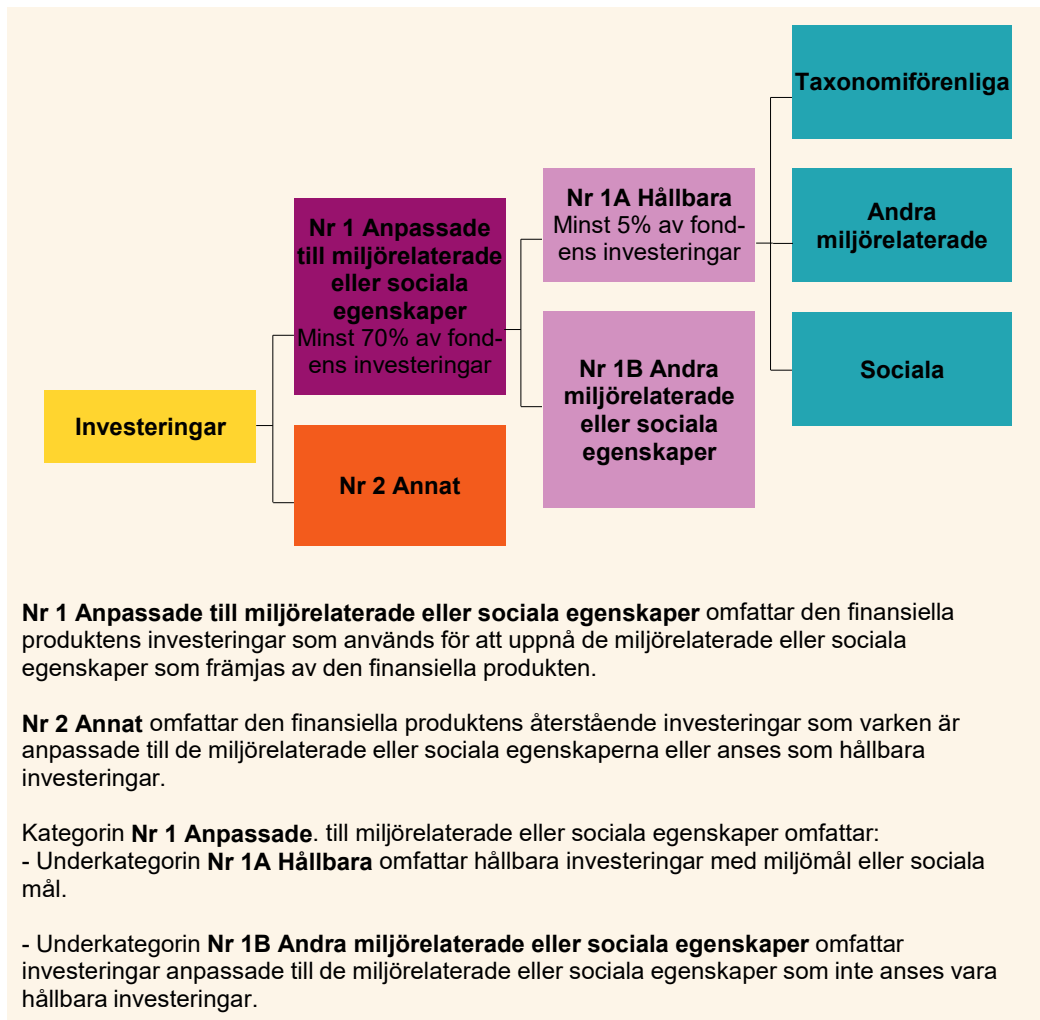 Taxonomiförenliga
Nr 1A Hållbara
Minst 5% av fond-
ens investeringar
Andra
miljörelaterade
Nr 1 Anpassade
till miljörelaterade
eller sociala
egenskaper
Minst 70% av fond-
ens investeringar
Nr 1B Andra
miljörelaterade
eller sociala
egenskaper
Sociala
Investeringar
Nr 2 Annat
Nr 1 Anpassade till miljörelaterade eller sociala egenskaper omfattar den finansiella
produktens investeringar som används för att uppnå de miljörelaterade eller sociala
egenskaper som främjas av den finansiella produkten.
Nr 2 Annat omfattar den finansiella produktens återstående investeringar som varken är
anpassade till de miljörelaterade eller sociala egenskaperna eller anses som hållbara
investeringar.
Kategorin Nr 1 Anpassade. till miljörelaterade eller sociala egenskaper omfattar:
- Underkategorin Nr 1A Hållbara omfattar hållbara investeringar med miljömål eller sociala
mål.
- Underkategorin Nr 1B Andra miljörelaterade eller sociala egenskaper omfattar
investeringar anpassade till de miljörelaterade eller sociala egenskaper som inte anses vara
hållbara investeringar.